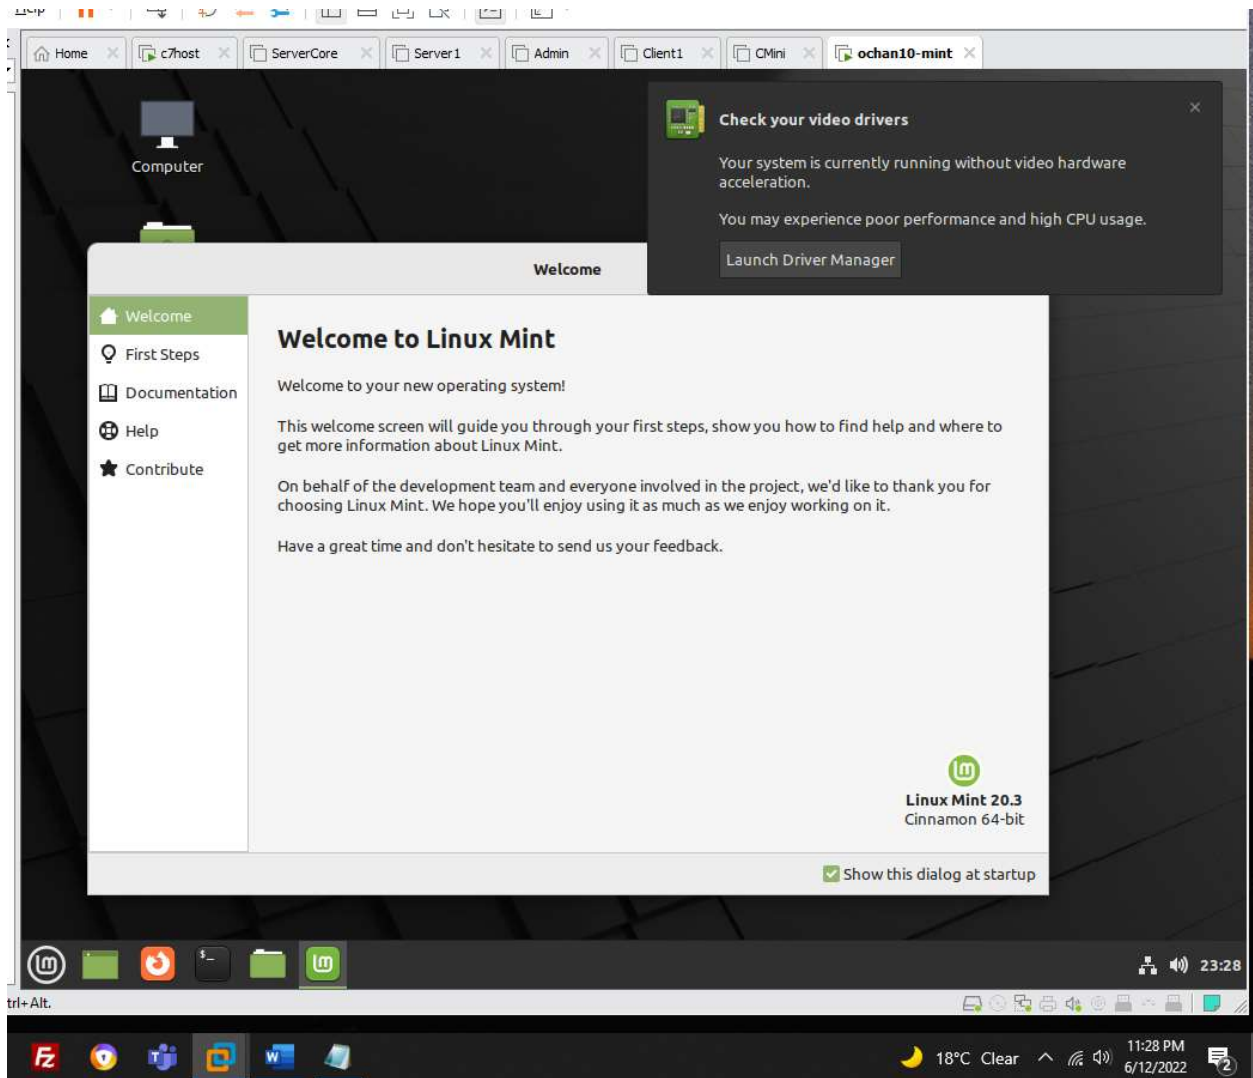 Help
Home
c7host
ServerCore
Server1
Admin
Client1
CMini
ochan10-mint
Computer
Check your video drivers
Your system is currently running without video hardware
acceleration.
You may experience poor performance and high CPU usage.
Launch Driver Manager
Welcome
Welcome
First Steps
Documentation
Help
Contribute
Welcome to Linux Mint
Welcome to your new operating system!
This welcome screen will guide you through your first steps, show you how to find help and where to
get more information about Linux Mint.
On behalf of the development team and everyone involved in the project, we'd like to thank you for
choosing Linux Mint. We hope you'll enjoy using it as much as we enjoy working on it.
Have a great time and don't hesitate to send us your feedback.
Linux Mint 20.3
Cinnamon 64-bit
Show this dialog at startup
23:28
trl+Alt.
18°C Clear
11:28 PM
6/12/2022
2